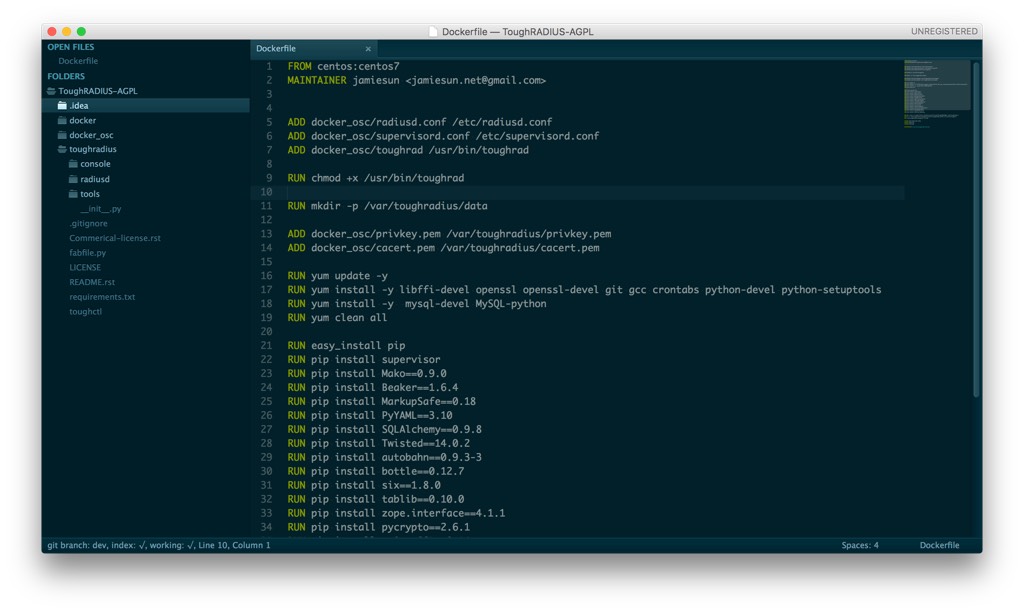 Dockerfile — ToughRADIUS-AGPL
UNREGISTERED
OPEN FILES
Dockerfile
FOLDERS
ToughRADIUS-AGPL
.idea
docker
docker_osc
toughradius
console
radiusd
tools
__init__.py
.gitignore
Commerical-license.rst
fabfile.py
LICENSE
README.rst
requirements.txt
toughctl
Dockerfile ×
1 FROM centos:centos7
2 MAINTAINER jamiesun <jamiesun.net@gmail.com>
3
4
5 ADD docker_osc/radiusd.conf /etc/radiusd.conf
6 ADD docker_osc/supervisord.conf /etc/supervisord.conf
7 ADD docker_osc/toughrad /usr/bin/toughrad
8
9 RUN chmod +x /usr/bin/toughrad
10
11 RUN mkdir -p /var/toughradius/data
12
13 ADD docker_osc/privkey.pem /var/toughradius/privkey.pem
14 ADD docker_osc/cacert.pem /var/toughradius/cacert.pem
15
16 RUN yum update -y
17 RUN yum install -y libffi-devel openssl openssl-devel git gcc crontabs python-devel python-setuptools
18 RUN yum install -y  mysql-devel MySQL-python
19 RUN yum clean all
20
21 RUN easy_install pip
22 RUN pip install supervisor
23 RUN pip install Mako==0.9.0
24 RUN pip install Beaker==1.6.4
25 RUN pip install MarkupSafe==0.18
26 RUN pip install PyYAML==3.10
27 RUN pip install SQLAlchemy==0.9.8
28 RUN pip install Twisted==14.0.2
29 RUN pip install autobahn==0.9.3-3
30 RUN pip install bottle==0.12.7
31 RUN pip install six==1.8.0
32 RUN pip install tablib==0.10.0
33 RUN pip install zope.interface==4.1.1
34 RUN pip install pycrypto==2.6.1
git branch: dev, index: √, working: √, Line 10, Column 1
Spaces: 4
Dockerfile